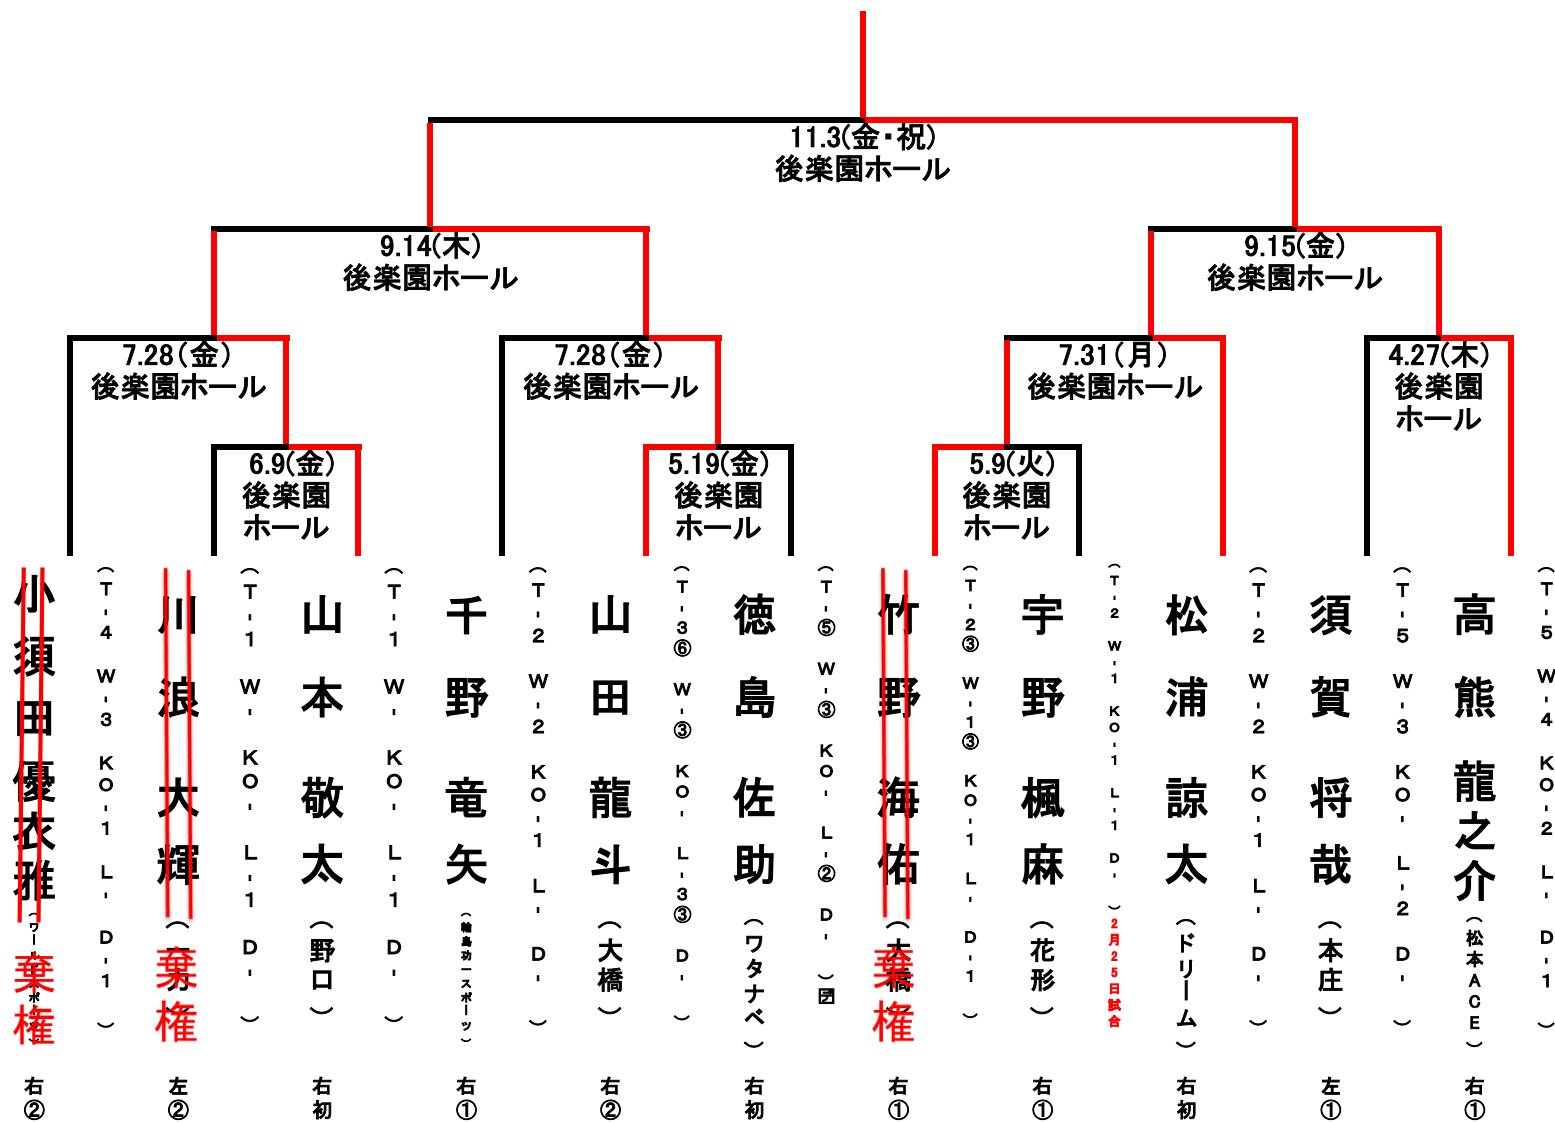 11.3(金・祝)
後楽園ホール
9.14(木)
後楽園ホール
9.15(金)
後楽園ホール
7.28(金)
後楽園ホール
7.28(金)
後楽園ホール
7.31(月)
後楽園ホール
4.27(木)
後楽園
ホール
6.9(金)
後楽園
ホール
5.19(金)
後楽園
ホール
5.9(火)
後楽園
ホール
小須田優衣雅
棄権
右②
(T-4 W-3 KO-1 L- D-1 )
川浪大輝
棄権
左②
(T-1 W- KO- L-1 D- )
山本敬太(野口)
右初
(T-1 W- KO- L-1 D- )
千野竜矢(輪島功一スポーツ)
右①
(T-2 W-2 KO-1 L- D- )
山田龍斗(大橋)
右②
(T-3⑥ W-③ KO- L-3③ D- )
徳島佐助(ワタナベ)
右初
(T-⑤ W-③ KO- L-② D- )
竹野海佑(大橋)
棄権
右①
(T-2③ W-1③ KO-1 L- D-1 )
宇野楓麻(花形)
右①
(T-2 W-1 KO-1 L-1 D- )2月25日試合
松浦諒太(ドリーム)
右初
(T-2 W-2 KO-1 L- D- )
須賀将哉(本庄)
左①
(T-5 W-3 KO- L-2 D- )
高熊龍之介(松本ACE)
右①
(T-5 W-4 KO-2 L- D-1 )